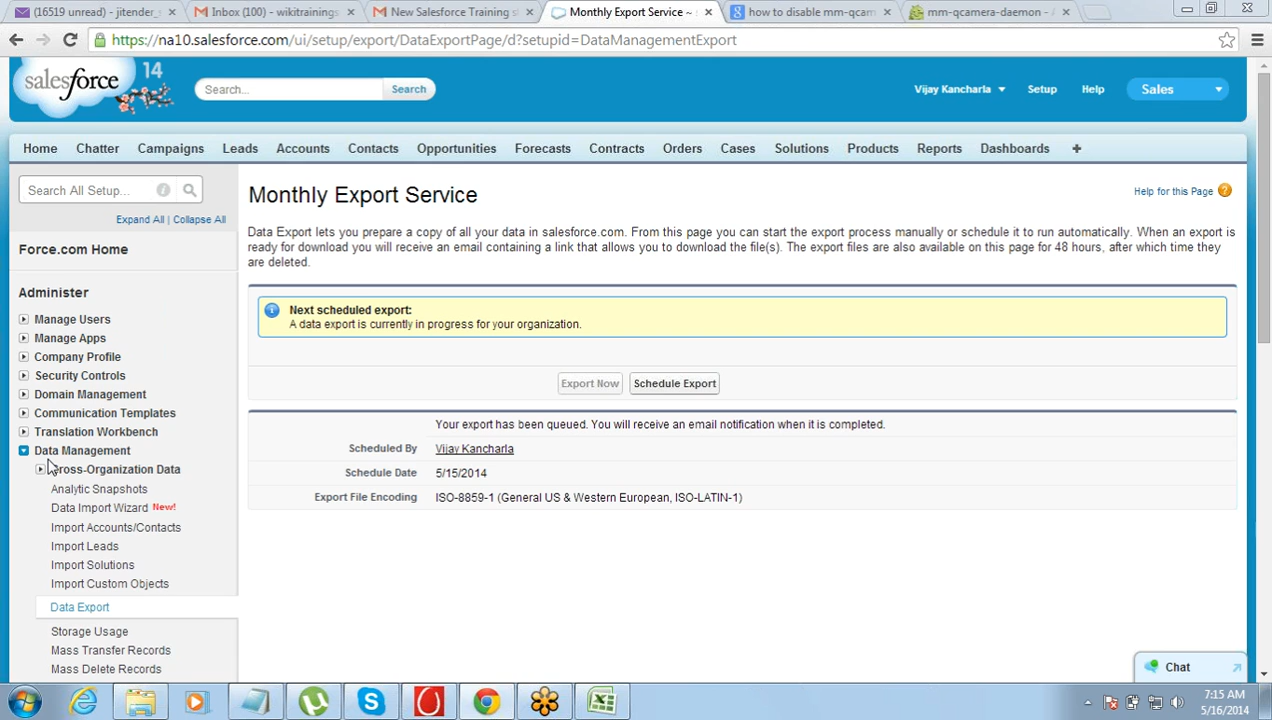 (16519 unread) - jitender_
Inbox (100) - wikitrainings
New Salesforce Training s
Monthly Export Service ~
how to disable mm-qcam
mm-qcamera-daemon - A
https://na10.salesforce.com/ui/setup/export/DataExportPage/d?setupid=DataManagementExport
salesforce 14
Search...
Search
Vijay Kancharla
Setup
Help
Sales
Home
Chatter
Campaigns
Leads
Accounts
Contacts
Opportunities
Forecasts
Contracts
Orders
Cases
Solutions
Products
Reports
Dashboards
+
Search All Setup...
Expand All | Collapse All
Force.com Home
Administer
Manage Users
Manage Apps
Company Profile
Security Controls
Domain Management
Communication Templates
Translation Workbench
Data Management
Cross-Organization Data
Analytic Snapshots
Data Import Wizard New!
Import Accounts/Contacts
Import Leads
Import Solutions
Import Custom Objects
Data Export
Storage Usage
Mass Transfer Records
Mass Delete Records
Monthly Export Service
Help for this Page ?
Data Export lets you prepare a copy of all your data in salesforce.com. From this page you can start the export process manually or schedule it to run automatically. When an export is
ready for download you will receive an email containing a link that allows you to download the file(s). The export files are also available on this page for 48 hours, after which time they
are deleted.
Next scheduled export:
A data export is currently in progress for your organization.
Export Now
Schedule Export
Your export has been queued. You will receive an email notification when it is completed.
Scheduled By Vijay Kancharla
Schedule Date 5/15/2014
Export File Encoding ISO-8859-1 (General US & Western European, ISO-LATIN-1)
Chat
7:15 AM
5/16/2014